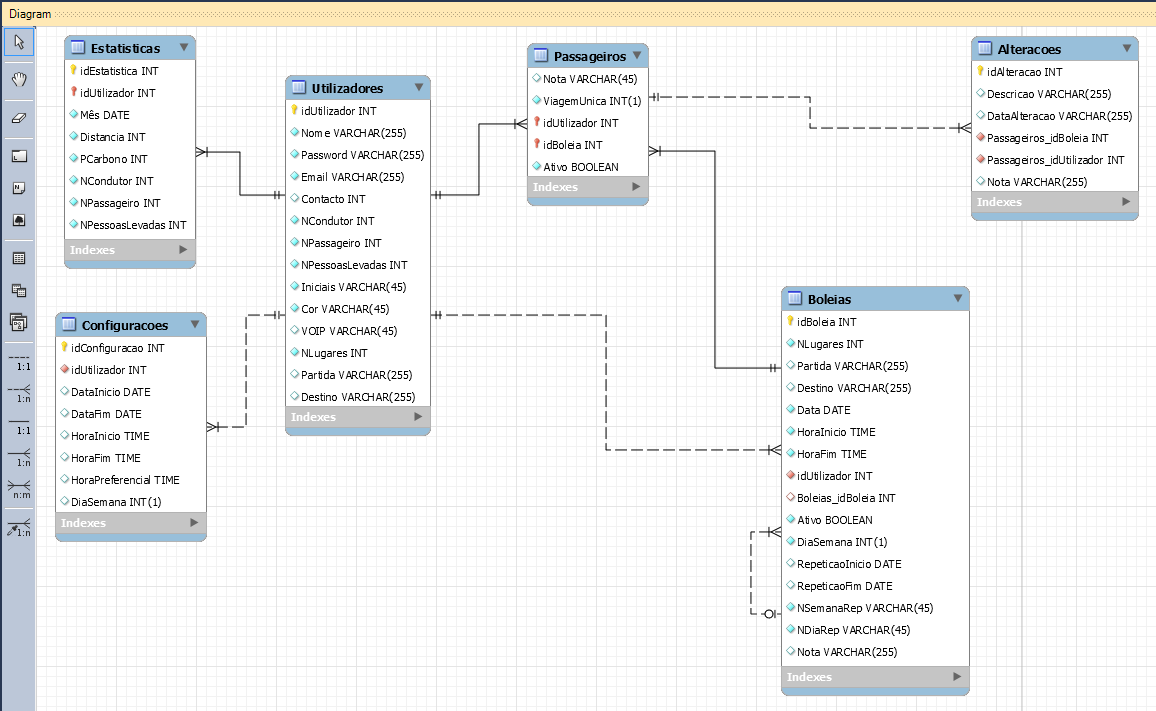 Diagram
Estatisticas
idEstatistica INT
idUtilizador INT
Mês DATE
Distancia INT
PCarbono INT
NCondutor INT
NPassageiro INT
NPessoasLevadas INT
Indexes
Utilizadores
idUtilizador INT
Nome VARCHAR(255)
Password VARCHAR(255)
Email VARCHAR(255)
Contacto INT
NCondutor INT
NPassageiro INT
NPessoasLevadas INT
Iniciais VARCHAR(45)
Cor VARCHAR(45)
VOIP VARCHAR(45)
NLugares INT
Partida VARCHAR(255)
Destino VARCHAR(255)
Indexes
Passageiros
Nota VARCHAR(45)
ViagemUnica INT(1)
idUtilizador INT
idBoleia INT
Ativo BOOLEAN
Indexes
Alteracoes
idAlteracao INT
Descricao VARCHAR(255)
DataAlteracao VARCHAR(255)
Passageiros_idBoleia INT
Passageiros_idUtilizador INT
Nota VARCHAR(255)
Indexes
Configuracoes
idConfiguracao INT
idUtilizador INT
DataInicio DATE
DataFim DATE
HoraInicio TIME
HoraFim TIME
HoraPreferencial TIME
DiaSemana INT(1)
Indexes
Boleias
idBoleia INT
NLugares INT
Partida VARCHAR(255)
Destino VARCHAR(255)
Data DATE
HoraInicio TIME
HoraFim TIME
idUtilizador INT
Boleias_idBoleia INT
Ativo BOOLEAN
DiaSemana INT(1)
RepeticaoInicio DATE
RepeticaoFim DATE
NSemanaRep VARCHAR(45)
NDiaRep VARCHAR(45)
Nota VARCHAR(255)
Indexes
1:1
1:n
1:1
1:n
n:m
1:n